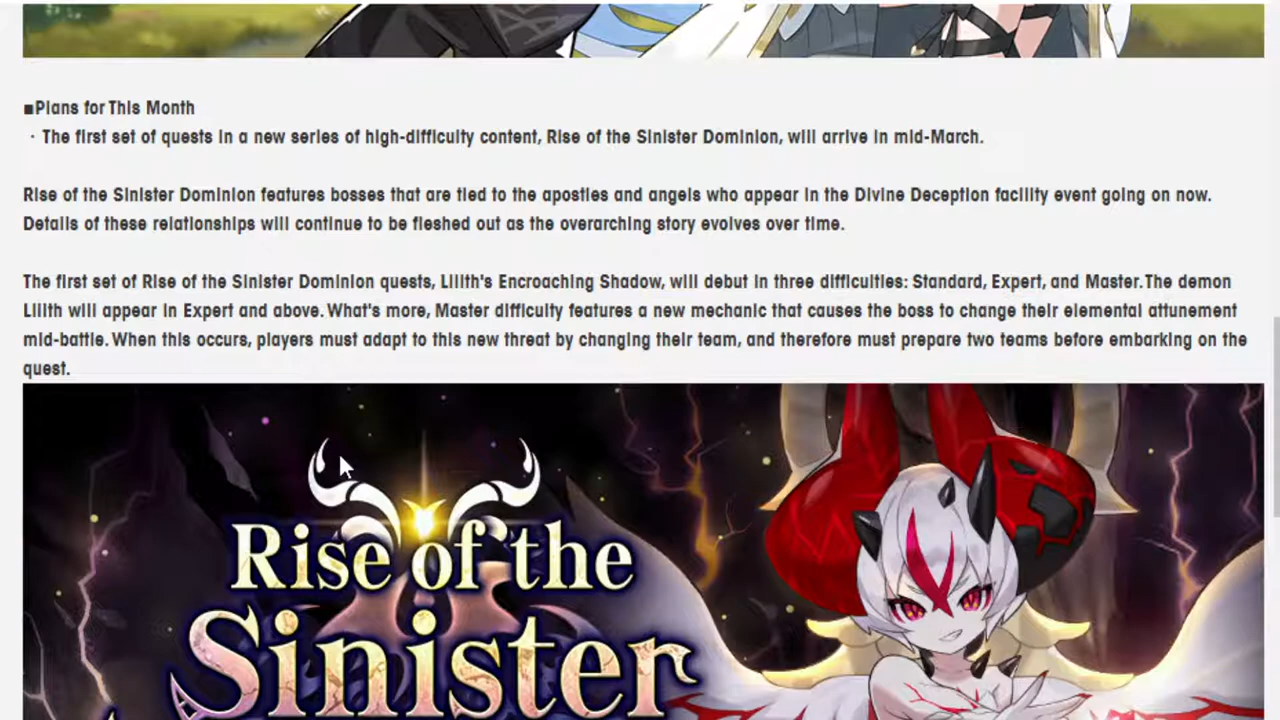 ■Plans for This Month
・The first set of quests in a new series of high-difficulty content, Rise of the Sinister Dominion, will arrive in mid-March.
Rise of the Sinister Dominion features bosses that are tied to the apostles and angels who appear in the Divine Deception facility event going on now.
Details of these relationships will continue to be fleshed out as the overarching story evolves over time.
The first set of Rise of the Sinister Dominion quests, Lilith's Encroaching Shadow, will debut in three difficulties: Standard, Expert, and Master. The demon
Lilith will appear in Expert and above. What's more, Master difficulty features a new mechanic that causes the boss to change their elemental attunement
mid-battle. When this occurs, players must adapt to this new threat by changing their team, and therefore must prepare two teams before embarking on the
quest.
Rise of the
Sinister